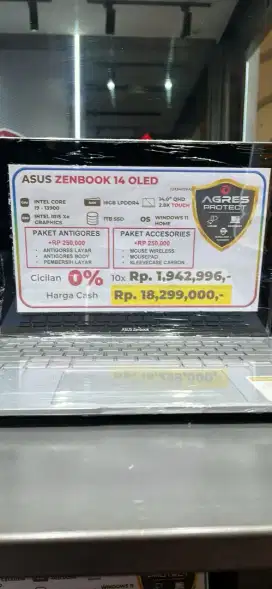 ASUS ZENBOOK 14 OLED
INTEL CORE
I9 - 13900
16GB LPDDR4
14.0" QHD
2.8K TOUCH
INTEL IRIS Xe
GRAPHICS
1TB SSD
OS WINDOWS 11
HOME
AGRES
PROTECT
PAKET ANTIGORES
+RP 250,000
• ANTIGORES LAYAR
• ANTIGORES BODY
• PEMBERSIH LAYAR
PAKET ACCESORIES
+RP 250,000
• MOUSE WIRELESS
• MOUSEPAD
• SLEEVECASE CARBON
Cicilan 0% 10x Rp. 1,942,996,-
Harga Cash Rp. 18,299,000,-
ASUS Zenbook